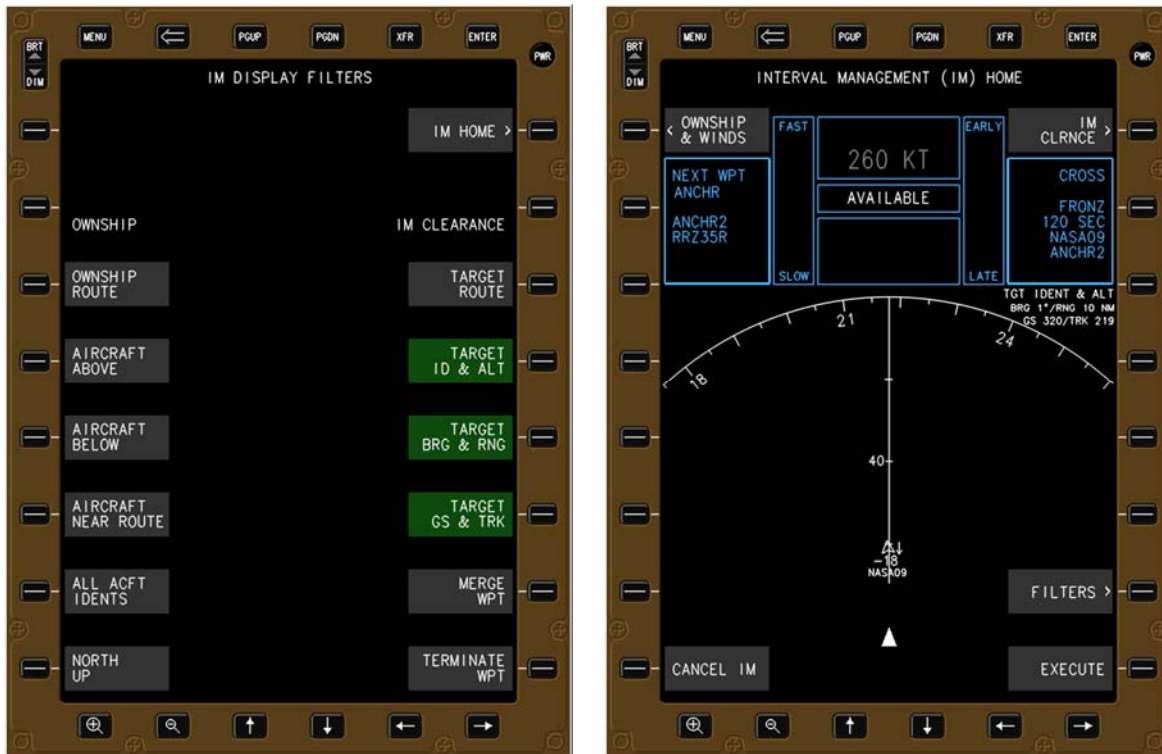 MENU
PGUP
PGDN
XFR
ENTER
BRT
DIM
PWR
IM DISPLAY FILTERS
IM HOME >
OWNSHIP
IM CLEARANCE
OWNSHIP
ROUTE
TARGET
ROUTE
AIRCRAFT
ABOVE
TARGET
ID & ALT
AIRCRAFT
BELOW
TARGET
BRG & RNG
AIRCRAFT
NEAR ROUTE
TARGET
GS & TRK
ALL ACFT
IDENTS
MERGE
WPT
NORTH
UP
TERMINATE
WPT
MENU
PGUP
PGDN
XFR
ENTER
BRT
DIM
PWR
INTERVAL MANAGEMENT (IM) HOME
< OWNSHIP
& WINDS
FAST
260 KT
EARLY
IM
CLRNCE >
NEXT WPT
ANCHR
ANCHR2
RRZ35R
SLOW
AVAILABLE
LATE
CROSS
FRONZ
120 SEC
NASA09
ANCHR2
TGT IDENT & ALT
BRG 1°/RNG 10 NM
GS 320/TRK 219
18
21
24
40
-18
NASA09
FILTERS >
CANCEL IM
EXECUTE